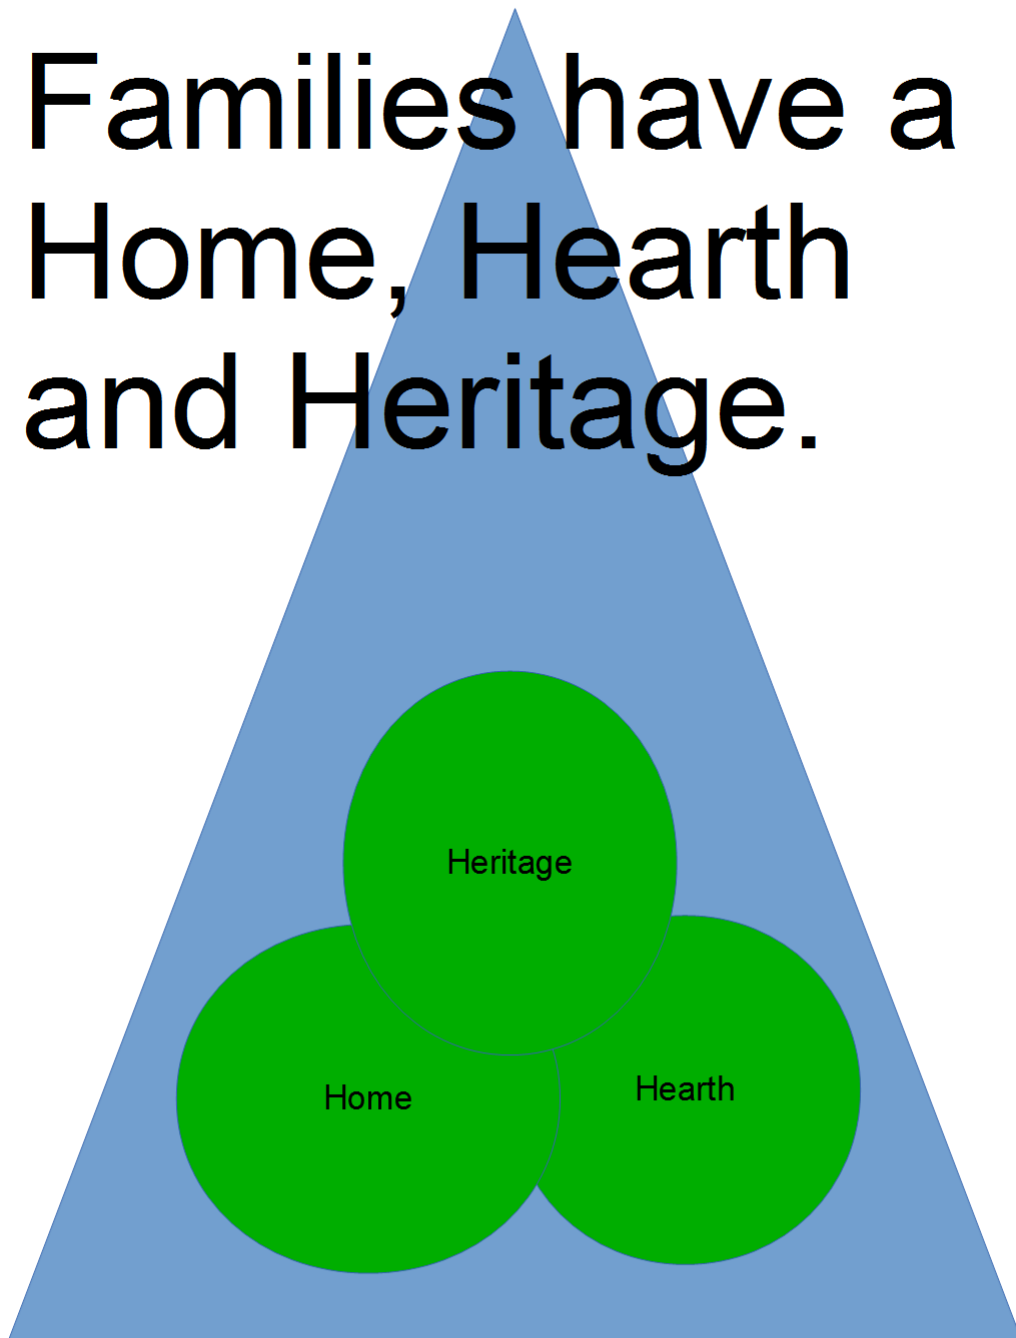 Families have a
Home, Hearth
and Heritage.
Heritage
Home
Hearth